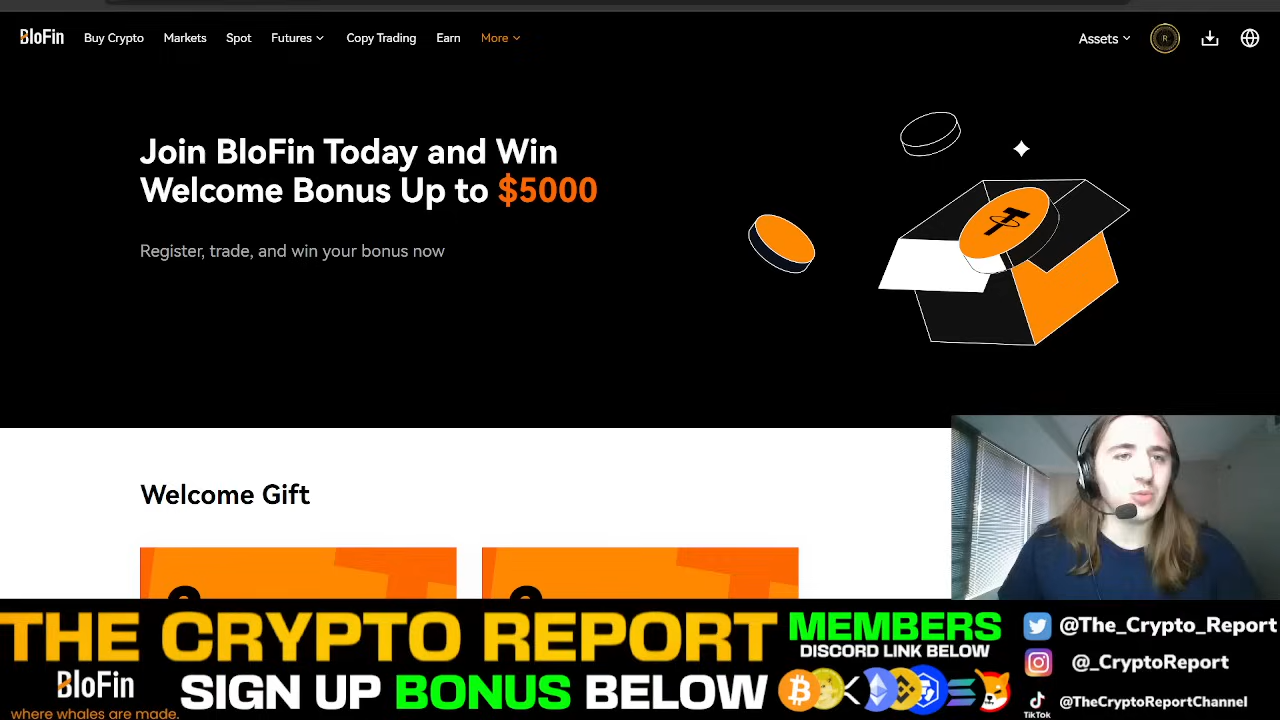 BloFin Buy Crypto Markets Spot Futures Copy Trading Earn More Assets R
Join BloFin Today and Win
Welcome Bonus Up to $5000
Register, trade, and win your bonus now
Welcome Gift
THE CRYPTO REPORT
BloFin
where whales are made.
SIGN UP BONUS BELOW
MEMBERS
DISCORD LINK BELOW
@The_Crypto_Report
@_CryptoReport
TikTok
@TheCryptoReportChannel